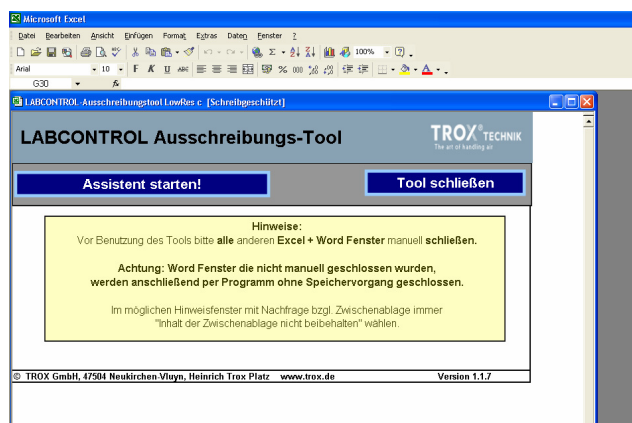 Microsoft Excel
Datei Bearbeiten Ansicht Einfügen Format Extras Daten Fenster ?
100%
Arial 10 F K U ABC % 000
G30 fx
LABCONTROL-Ausschreibungstool LowRes c [Schreibgeschützt]
LABCONTROL Ausschreibungs-Tool
TROX® TECHNIK
The art of handling air
Assistent starten!
Tool schließen
Hinweise:
Vor Benutzung des Tools bitte alle anderen Excel + Word Fenster manuell schließen.
Achtung: Word Fenster die nicht manuell geschlossen wurden,
werden anschließend per Programm ohne Speichervorgang geschlossen.
Im möglichen Hinweisfenster mit Nachfrage bzgl. Zwischenablage immer
"Inhalt der Zwischenablage nicht beibehalten" wählen.
© TROX GmbH, 47504 Neukirchen-Vluyn, Heinrich Trox Platz www.trox.de Version 1.1.7